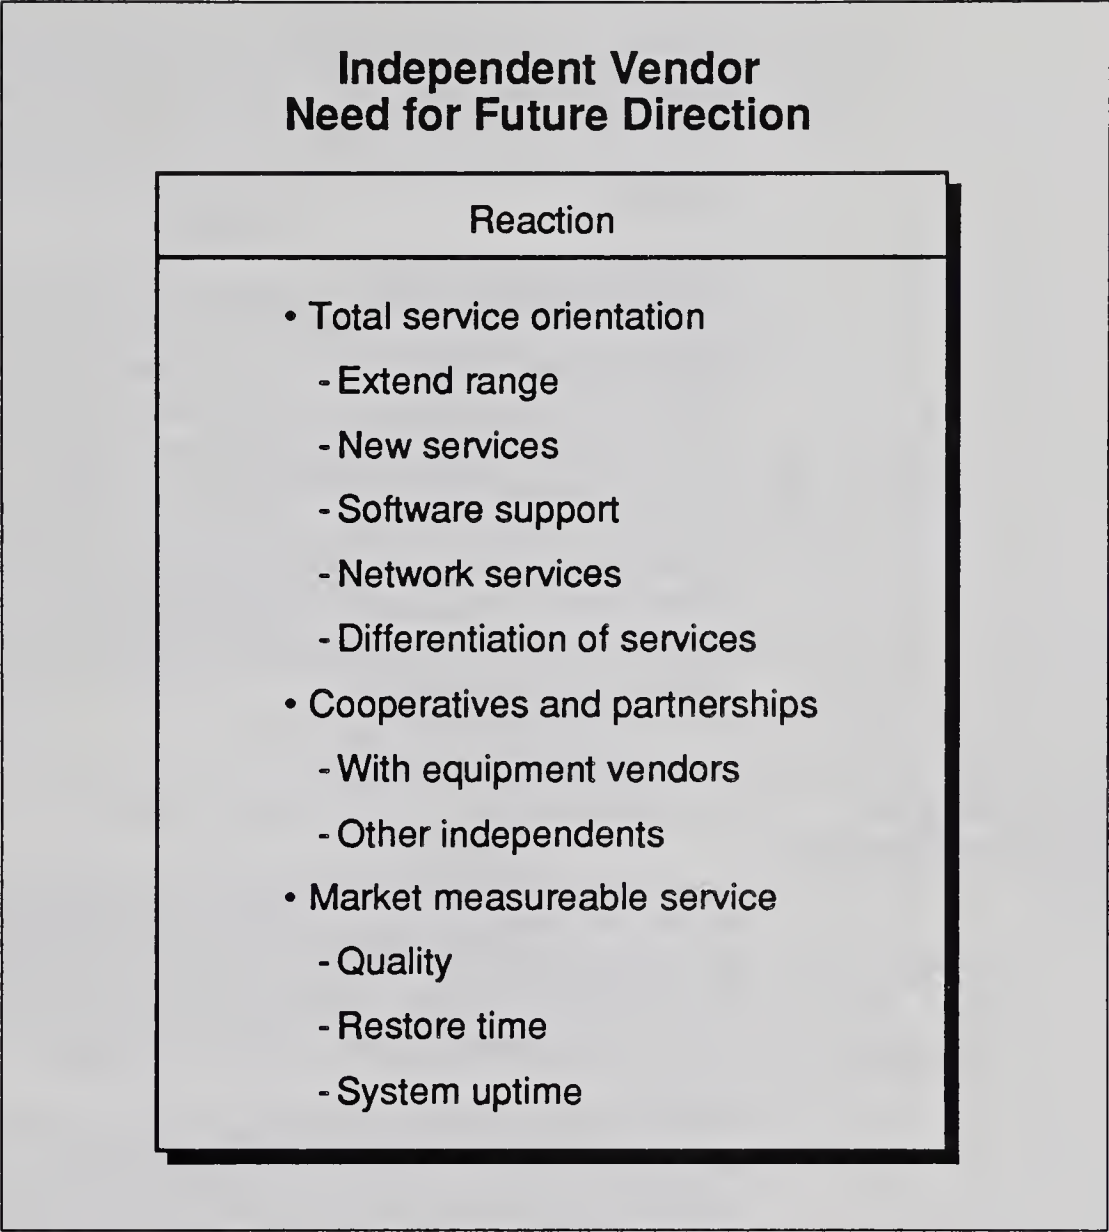 Independent Vendor
Need for Future Direction
Reaction
• Total service orientation
- Extend range
- New services
- Software support
- Network services
- Differentiation of services
• Cooperatives and partnerships
- With equipment vendors
- Other independents
• Market measureable service
- Quality
- Restore time
- System uptime